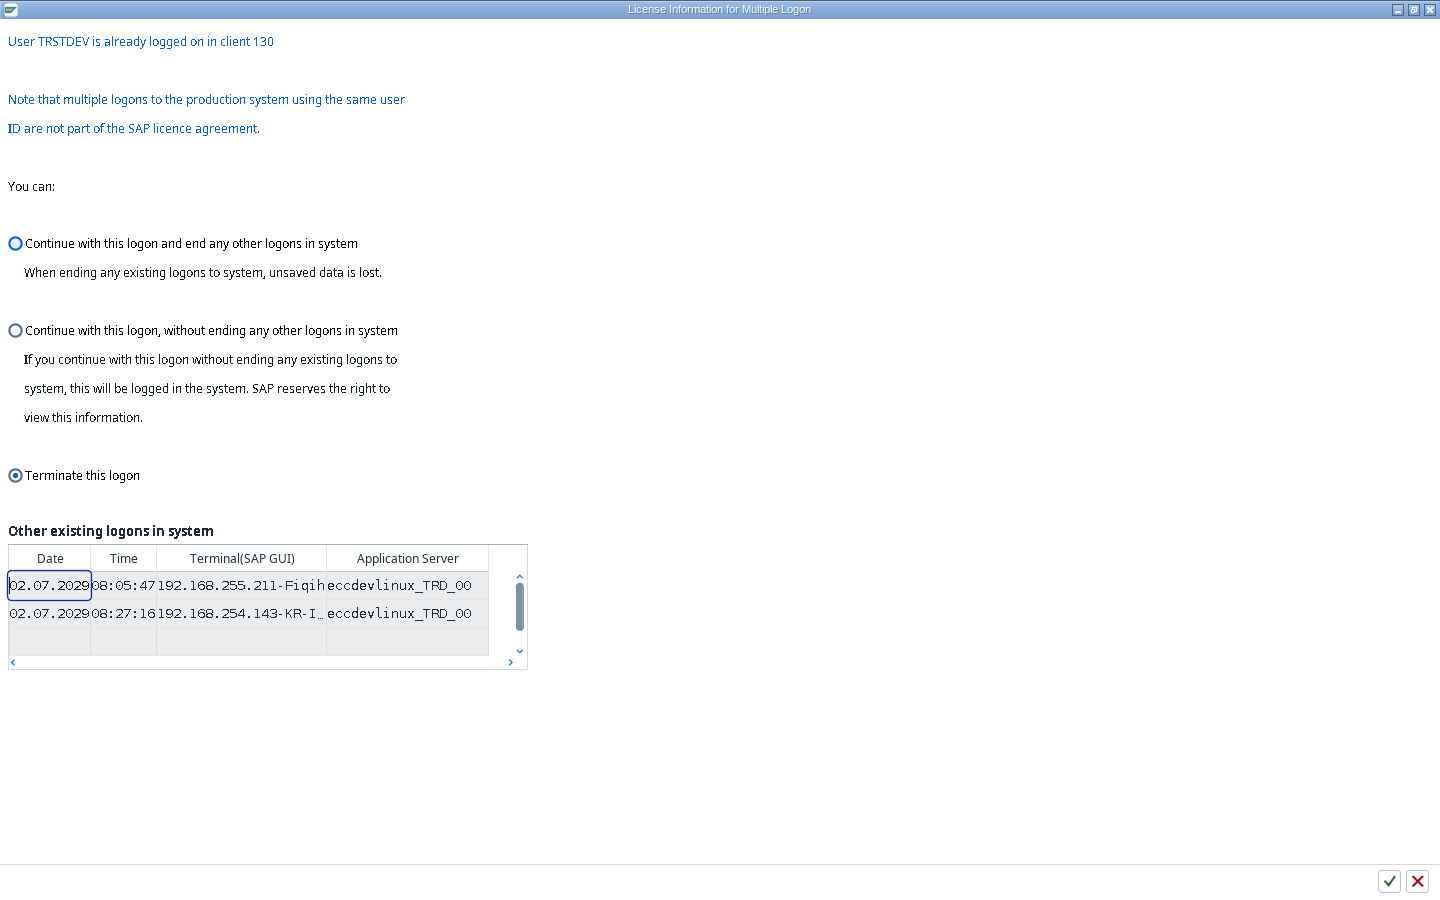 License Information for Multiple Logon
User TRSTDEV is already logged on in client 130
Note that multiple logons to the production system using the same user
ID are not part of the SAP licence agreement.
You can:
Continue with this logon and end any other logons in system
When ending any existing logons to system, unsaved data is lost.
Continue with this logon, without ending any other logons in system
If you continue with this logon without ending any existing logons to
system, this will be logged in the system. SAP reserves the right to
view this information.
Terminate this logon
Other existing logons in system
Date Time Terminal(SAP GUI) Application Server
02.07.2029 08:05:47 192.168.255.211-Fiqih eccdevlinux_TRD_00
02.07.2029 08:27:16 192.168.254.143-KR-I… eccdevlinux_TRD_00